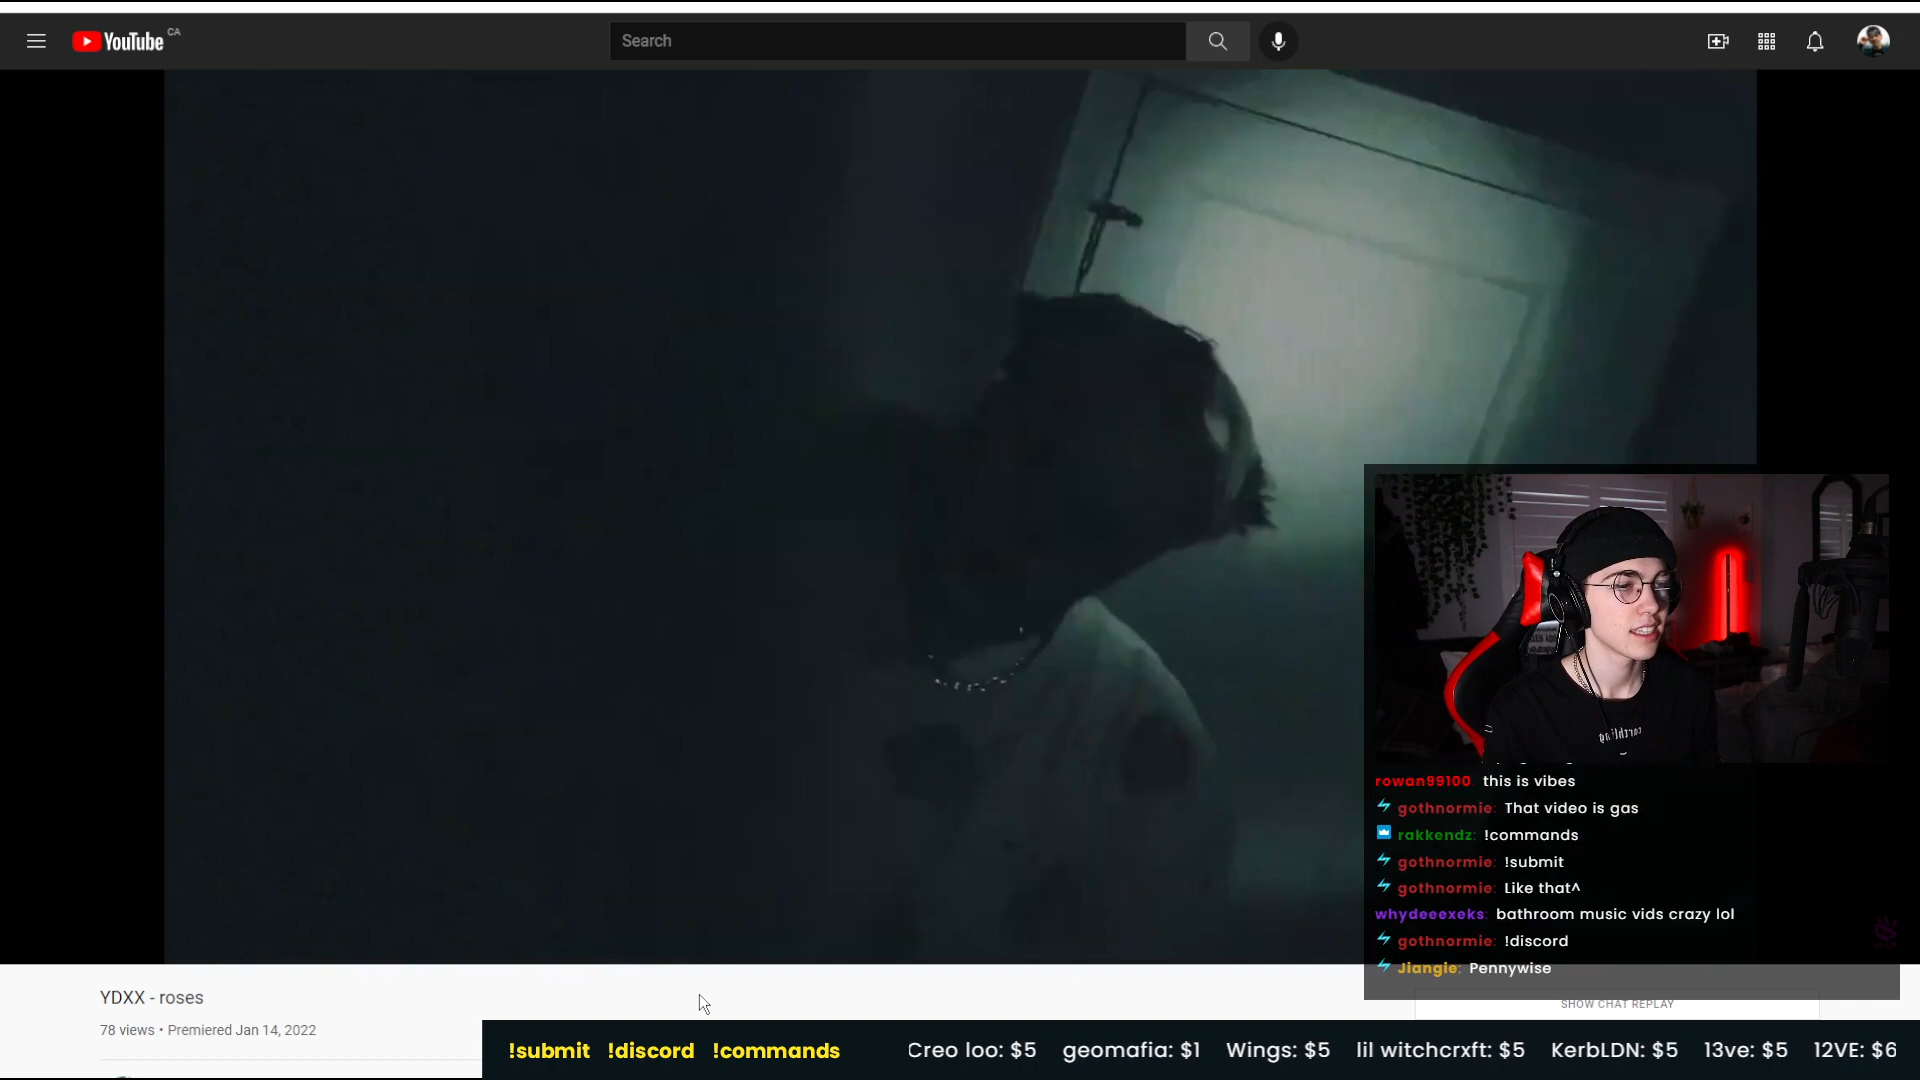 YouTube CA
Search
rowan99100: this is vibes
gothnormie: That video is gas
rakkendz: !commands
gothnormie: !submit
gothnormie: Like that^
whydeeexeks: bathroom music vids crazy lol
gothnormie: !discord
Jiangie: Pennywise
YDXX - roses
78 views • Premiered Jan 14, 2022
SHOW CHAT REPLAY
!submit !discord !commands Creo loo: $5 geomafia: $1 Wings: $5 lil witchcrxft: $5 KerbLDN: $5 13ve: $5 12VE: $6